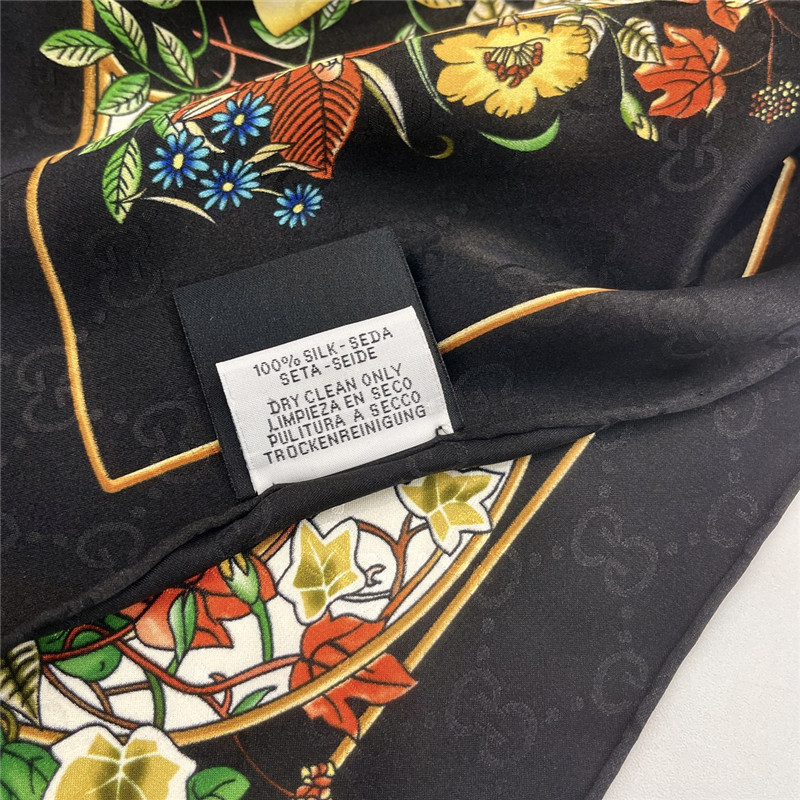 100% SILK-SEDA
SETA-SEIDE
DRY CLEAN ONLY
LIMPIEZA EN SECO
PULITURA A SECCO
TROCKENREINIGUNG